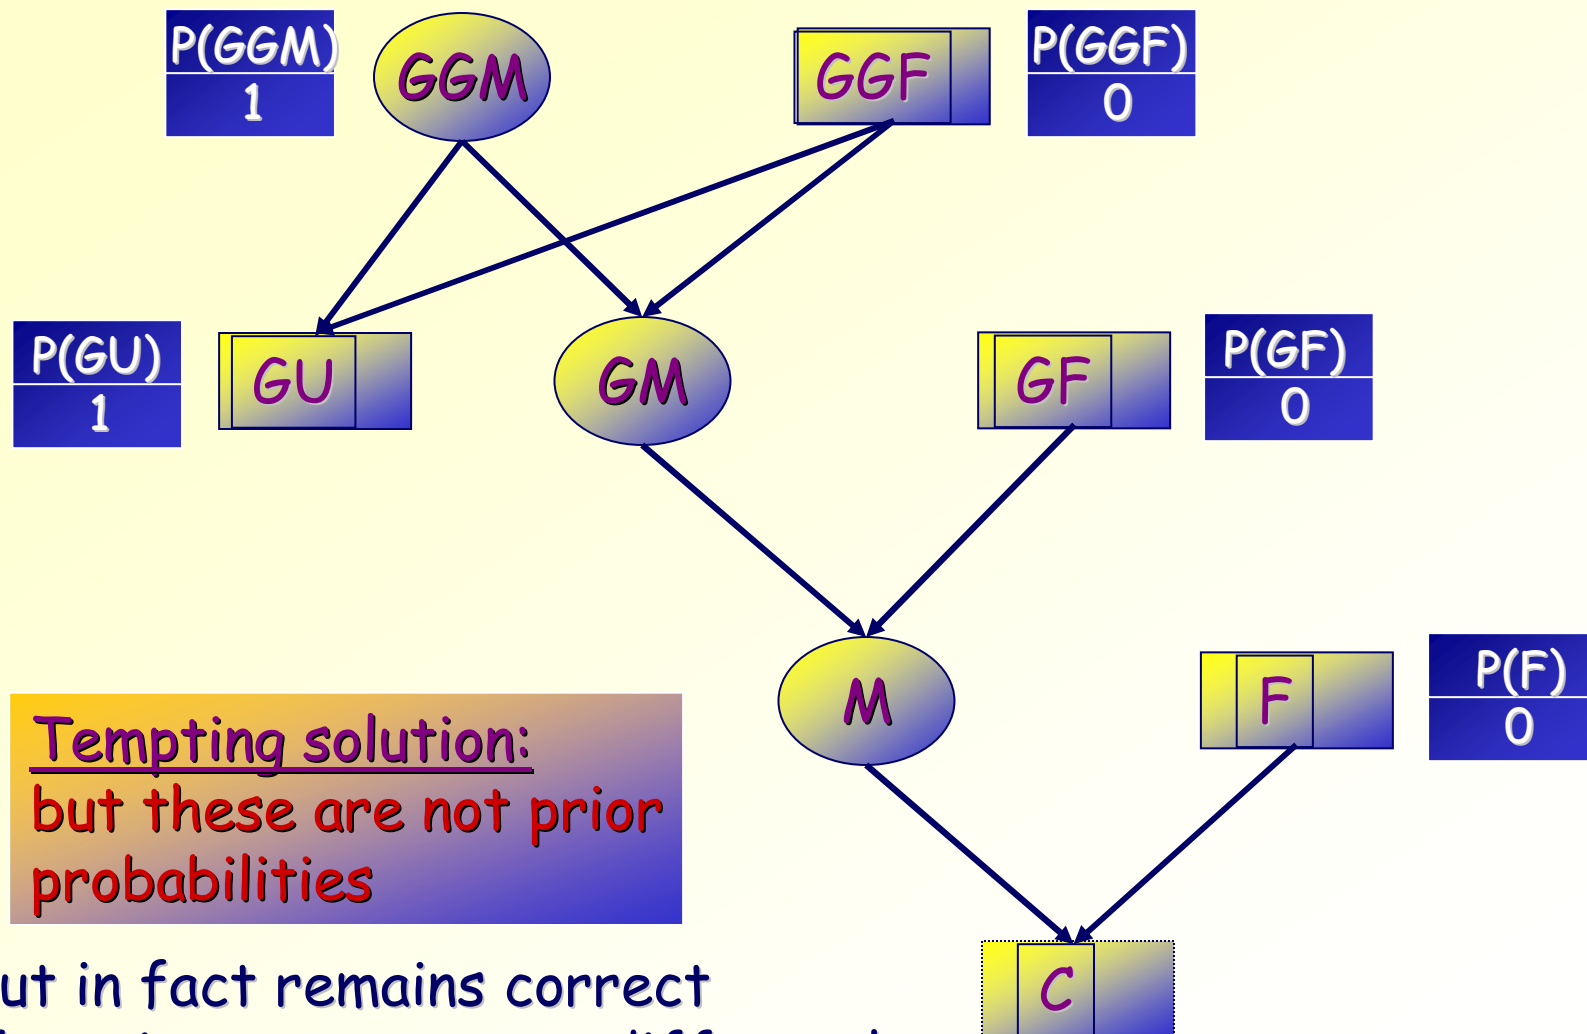 P(GGM)
1
GGM
GGF
P(GGF)
0
P(GU)
1
GU
GM
GF
P(GF)
0
M
F
P(F)
0
Tempting solution:
but these are not prior
probabilities
ut in fact remains correct
C